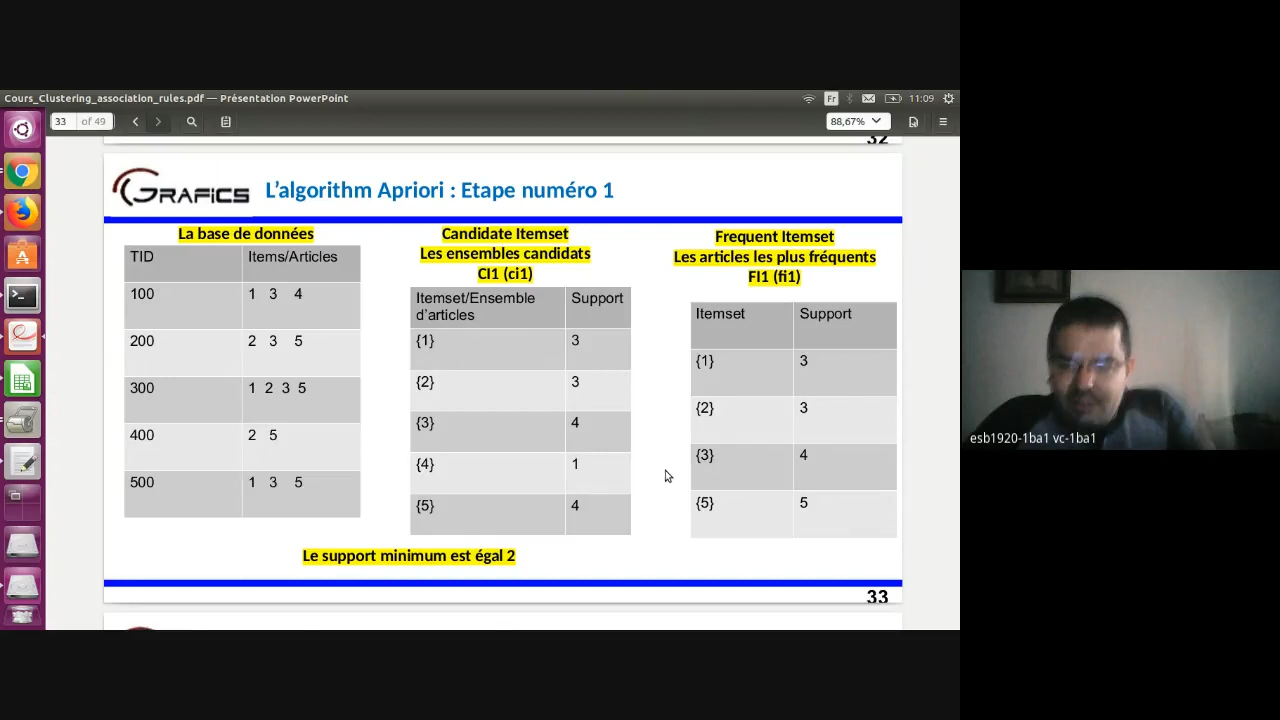 Cours_Clustering_association_rules.pdf — Présentation PowerPoint
Fr
11:09
33 of 49
88,67%
32
GRAFICS
L'algorithm Apriori : Etape numéro 1
La base de données
TID Items/Articles
100 1 3 4
200 2 3 5
300 1 2 3 5
400 2 5
500 1 3 5
Candidate Itemset
Les ensembles candidats
CI1 (ci1)
Itemset/Ensemble
d'articles
Support
{1} 3
{2} 3
{3} 4
{4} 1
{5} 4
Frequent Itemset
Les articles les plus fréquents
FI1 (fi1)
Itemset Support
{1} 3
{2} 3
{3} 4
{5} 5
Le support minimum est égal 2
33
esb1920-1ba1 vc-1ba1